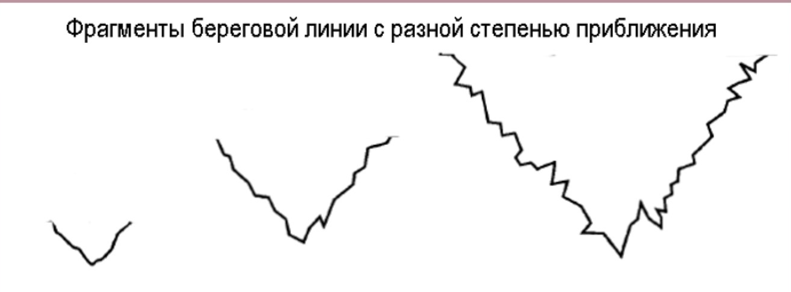 Фрагменты береговой линии с разной степенью приближения